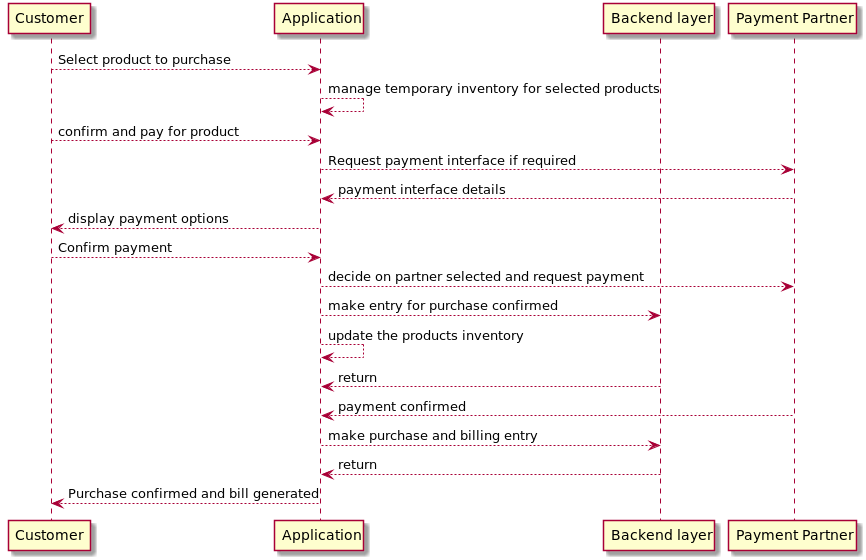 Customer
Application
Backend layer
Payment Partner
Select product to purchase
manage temporary inventory for selected products
confirm and pay for product
Request payment interface if required
payment interface details
display payment options
Confirm payment
decide on partner selected and request payment
make entry for purchase confirmed
update the products inventory
return
payment confirmed
make purchase and billing entry
return
Purchase confirmed and bill generated
Customer
Application
Backend layer
Payment Partner